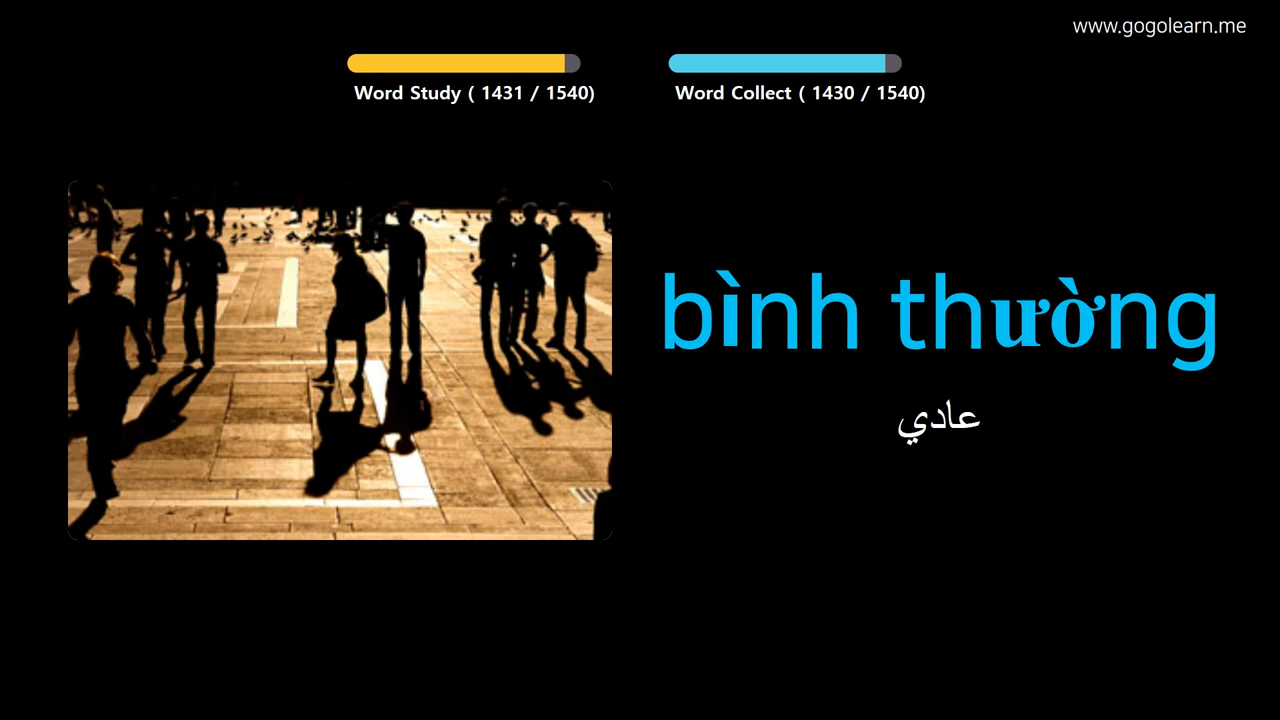 www.gogolearn.me
Word Study ( 1431 / 1540)
Word Collect ( 1430 / 1540)
bình thường
عادي